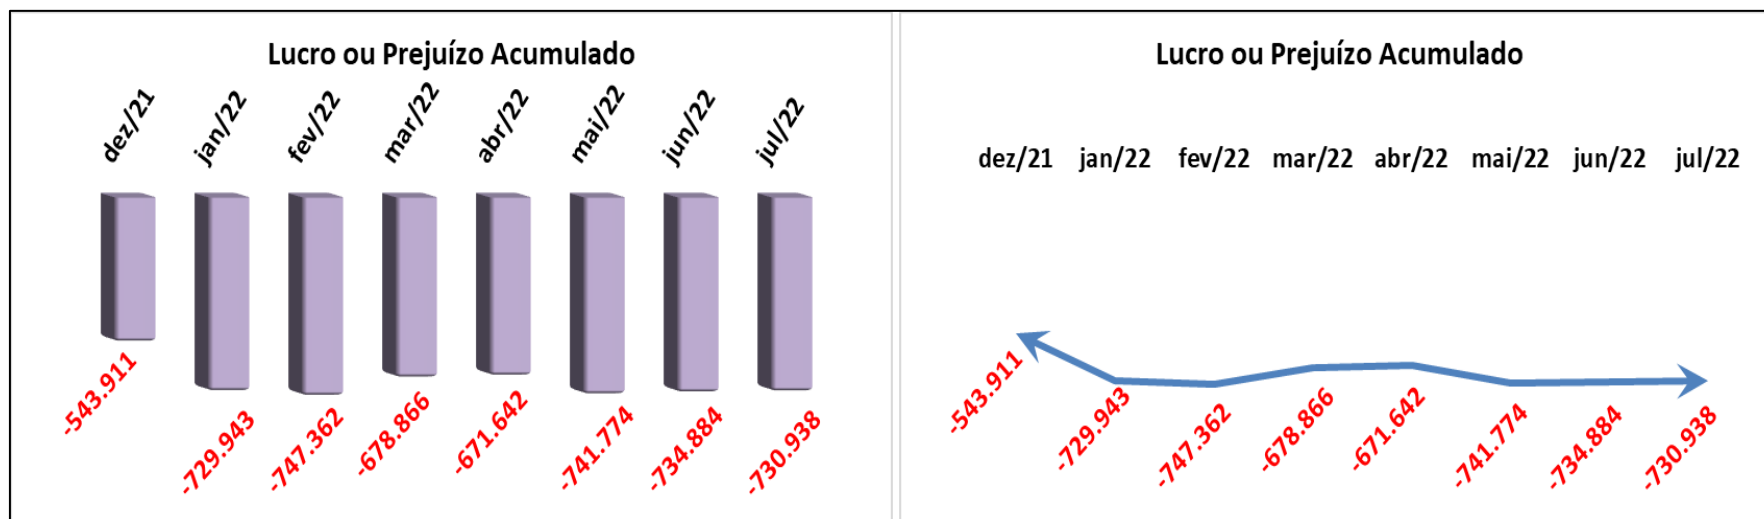 Lucro ou Prejuízo Acumulado
dez/21 jan/22 fev/22 mar/22 abr/22 mai/22 jun/22 jul/22
-543.911 -729.943 -747.362 -678.866 -671.642 -741.774 -734.884 -730.938
Lucro ou Prejuízo Acumulado
dez/21 jan/22 fev/22 mar/22 abr/22 mai/22 jun/22 jul/22
-543.911 -729.943 -747.362 -678.866 -671.642 -741.774 -734.884 -730.938